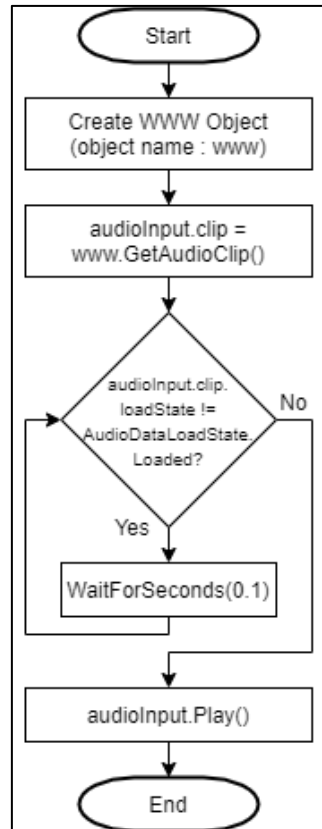 Start
Create WWW Object
(object name : www)
audioInput.clip =
www.GetAudioClip()
audioInput.clip.
loadState !=
AudioDataLoadState.
Loaded?
No
Yes
WaitForSeconds(0.1)
audioInput.Play()
End